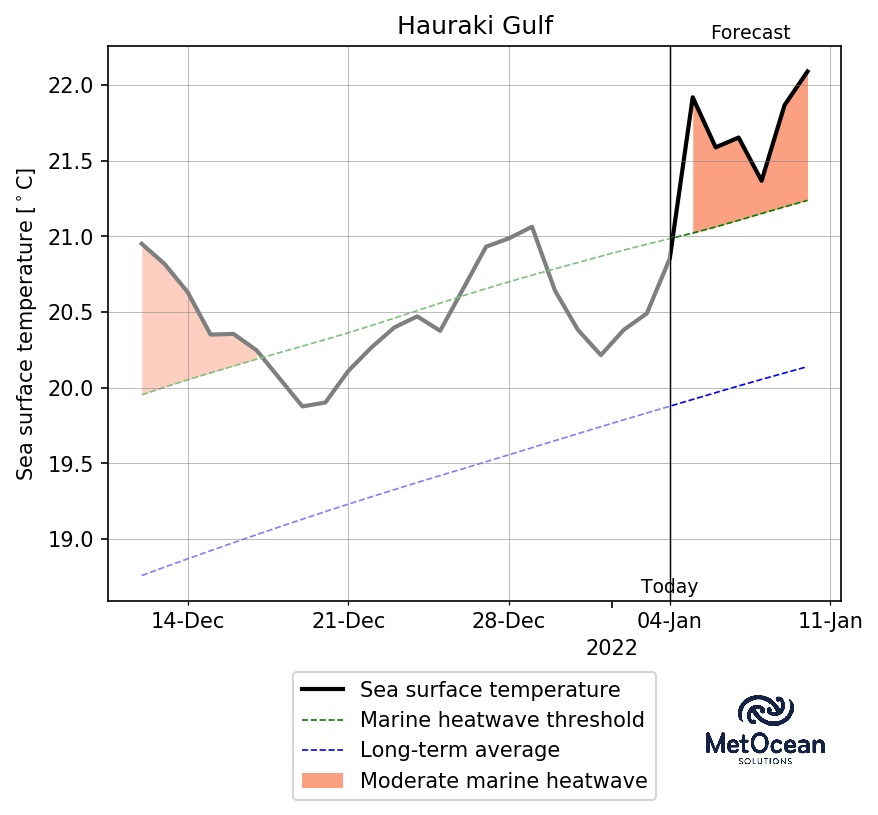 Hauraki Gulf
Forecast
Sea surface temperature [°C]
22.0
21.5
21.0
20.5
20.0
19.5
19.0
Today
14-Dec 21-Dec 28-Dec 04-Jan 11-Jan
2022
Sea surface temperature
Marine heatwave threshold
Long-term average
Moderate marine heatwave
MetOcean
SOLUTIONS